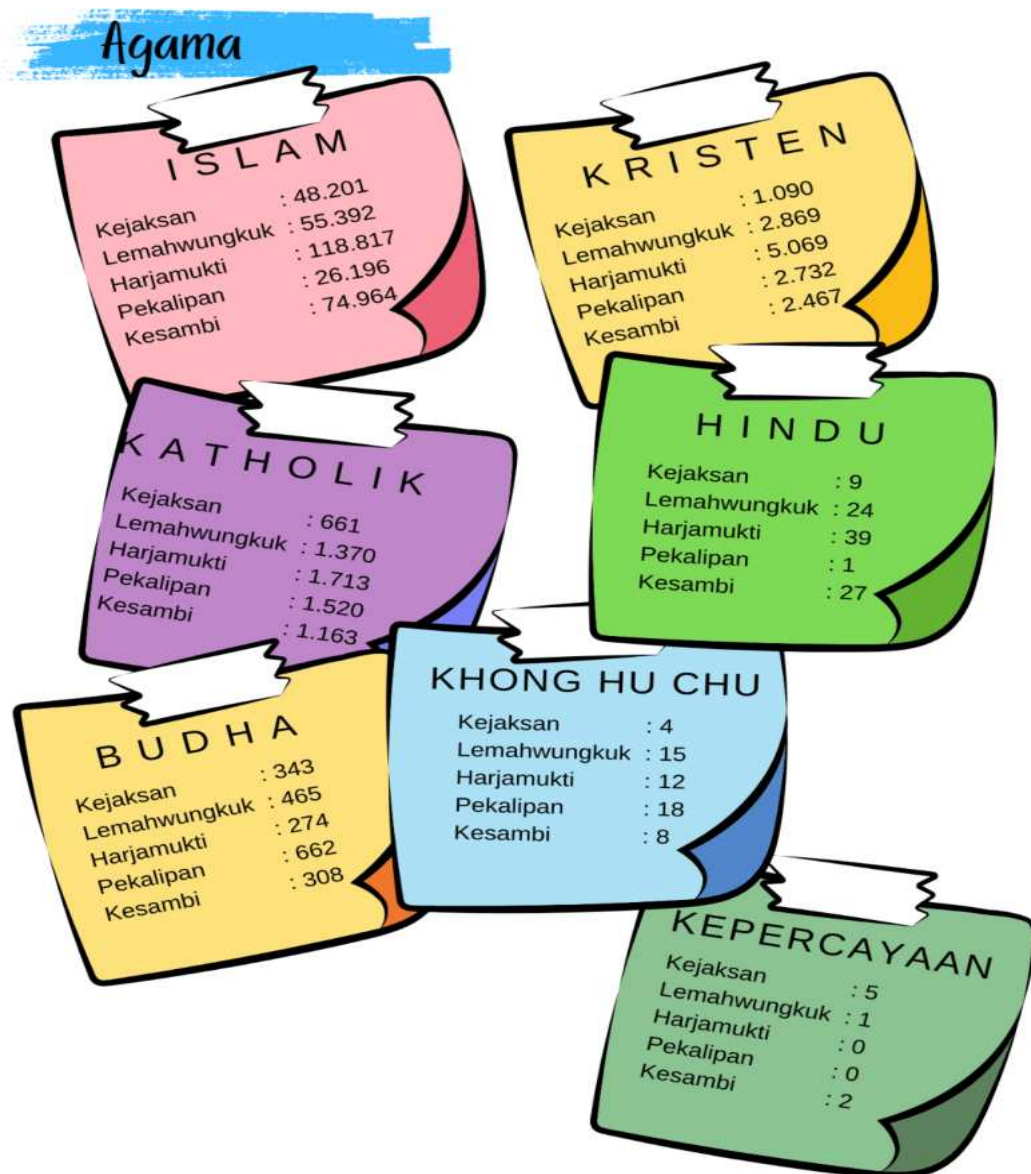 Agama
ISLAM
Kejaksan : 48.201
Lemahwungkuk : 55.392
Harjamukti : 118.817
Pekalipan : 26.196
Kesambi : 74.964
KRISTEN
Kejaksan : 1.090
Lemahwungkuk : 2.869
Harjamukti : 5.069
Pekalipan : 2.732
Kesambi : 2.467
KATHOLIK
Kejaksan : 661
Lemahwungkuk : 1.370
Harjamukti : 1.713
Pekalipan : 1.520
Kesambi : 1.163
HINDU
Kejaksan : 9
Lemahwungkuk : 24
Harjamukti : 39
Pekalipan : 1
Kesambi : 27
BUDHA
Kejaksan : 343
Lemahwungkuk : 465
Harjamukti : 274
Pekalipan : 662
Kesambi : 308
KHONG HU CHU
Kejaksan : 4
Lemahwungkuk : 15
Harjamukti : 12
Pekalipan : 18
Kesambi : 8
KEPERCAYAAN
Kejaksan : 5
Lemahwungkuk : 1
Harjamukti : 0
Pekalipan : 0
Kesambi : 2